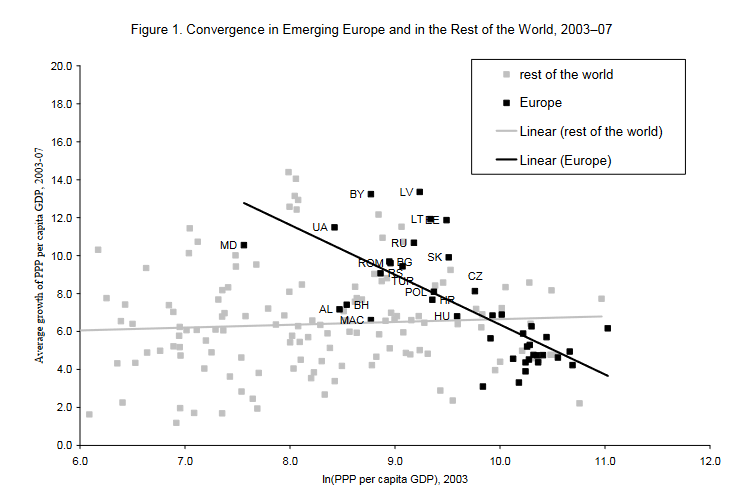 Figure 1. Convergence in Emerging Europe and in the Rest of the World, 2003–07
rest of the world
Europe
Linear (rest of the world)
Linear (Europe)
Average growth of PPP per capita GDP, 2003-07
20.0
18.0
16.0
14.0
12.0
10.0
8.0
6.0
4.0
2.0
0.0
BY
LV
LT
EE
UA
MD
RU
SK
ROM
BG
RS
TUR
CZ
POL
HR
BH
AL
MAC
HU
6.0 7.0 8.0 9.0 10.0 11.0 12.0
ln(PPP per capita GDP), 2003